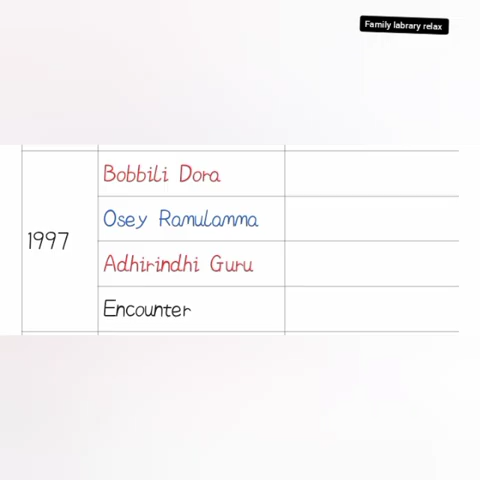 Family labrary relax
Bobbili Dora
Osey Ramulamma
1997
Adhirindhi Guru
Encounter